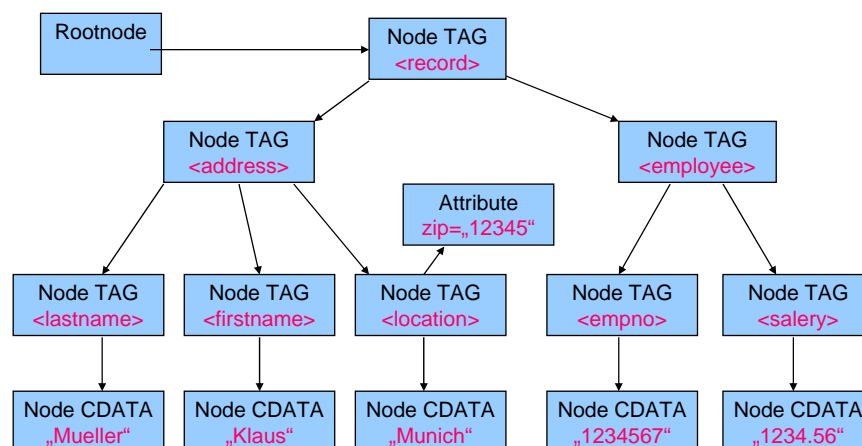 Rootnode
Node TAG
<record>
Node TAG
<address>
Node TAG
<employee>
Attribute
zip=„12345“
Node TAG
<lastname>
Node TAG
<firstname>
Node TAG
<location>
Node TAG
<empno>
Node TAG
<salery>
Node CDATA
„Mueller“
Node CDATA
„Klaus“
Node CDATA
„Munich“
Node CDATA
„1234567“
Node CDATA
„1234.56“